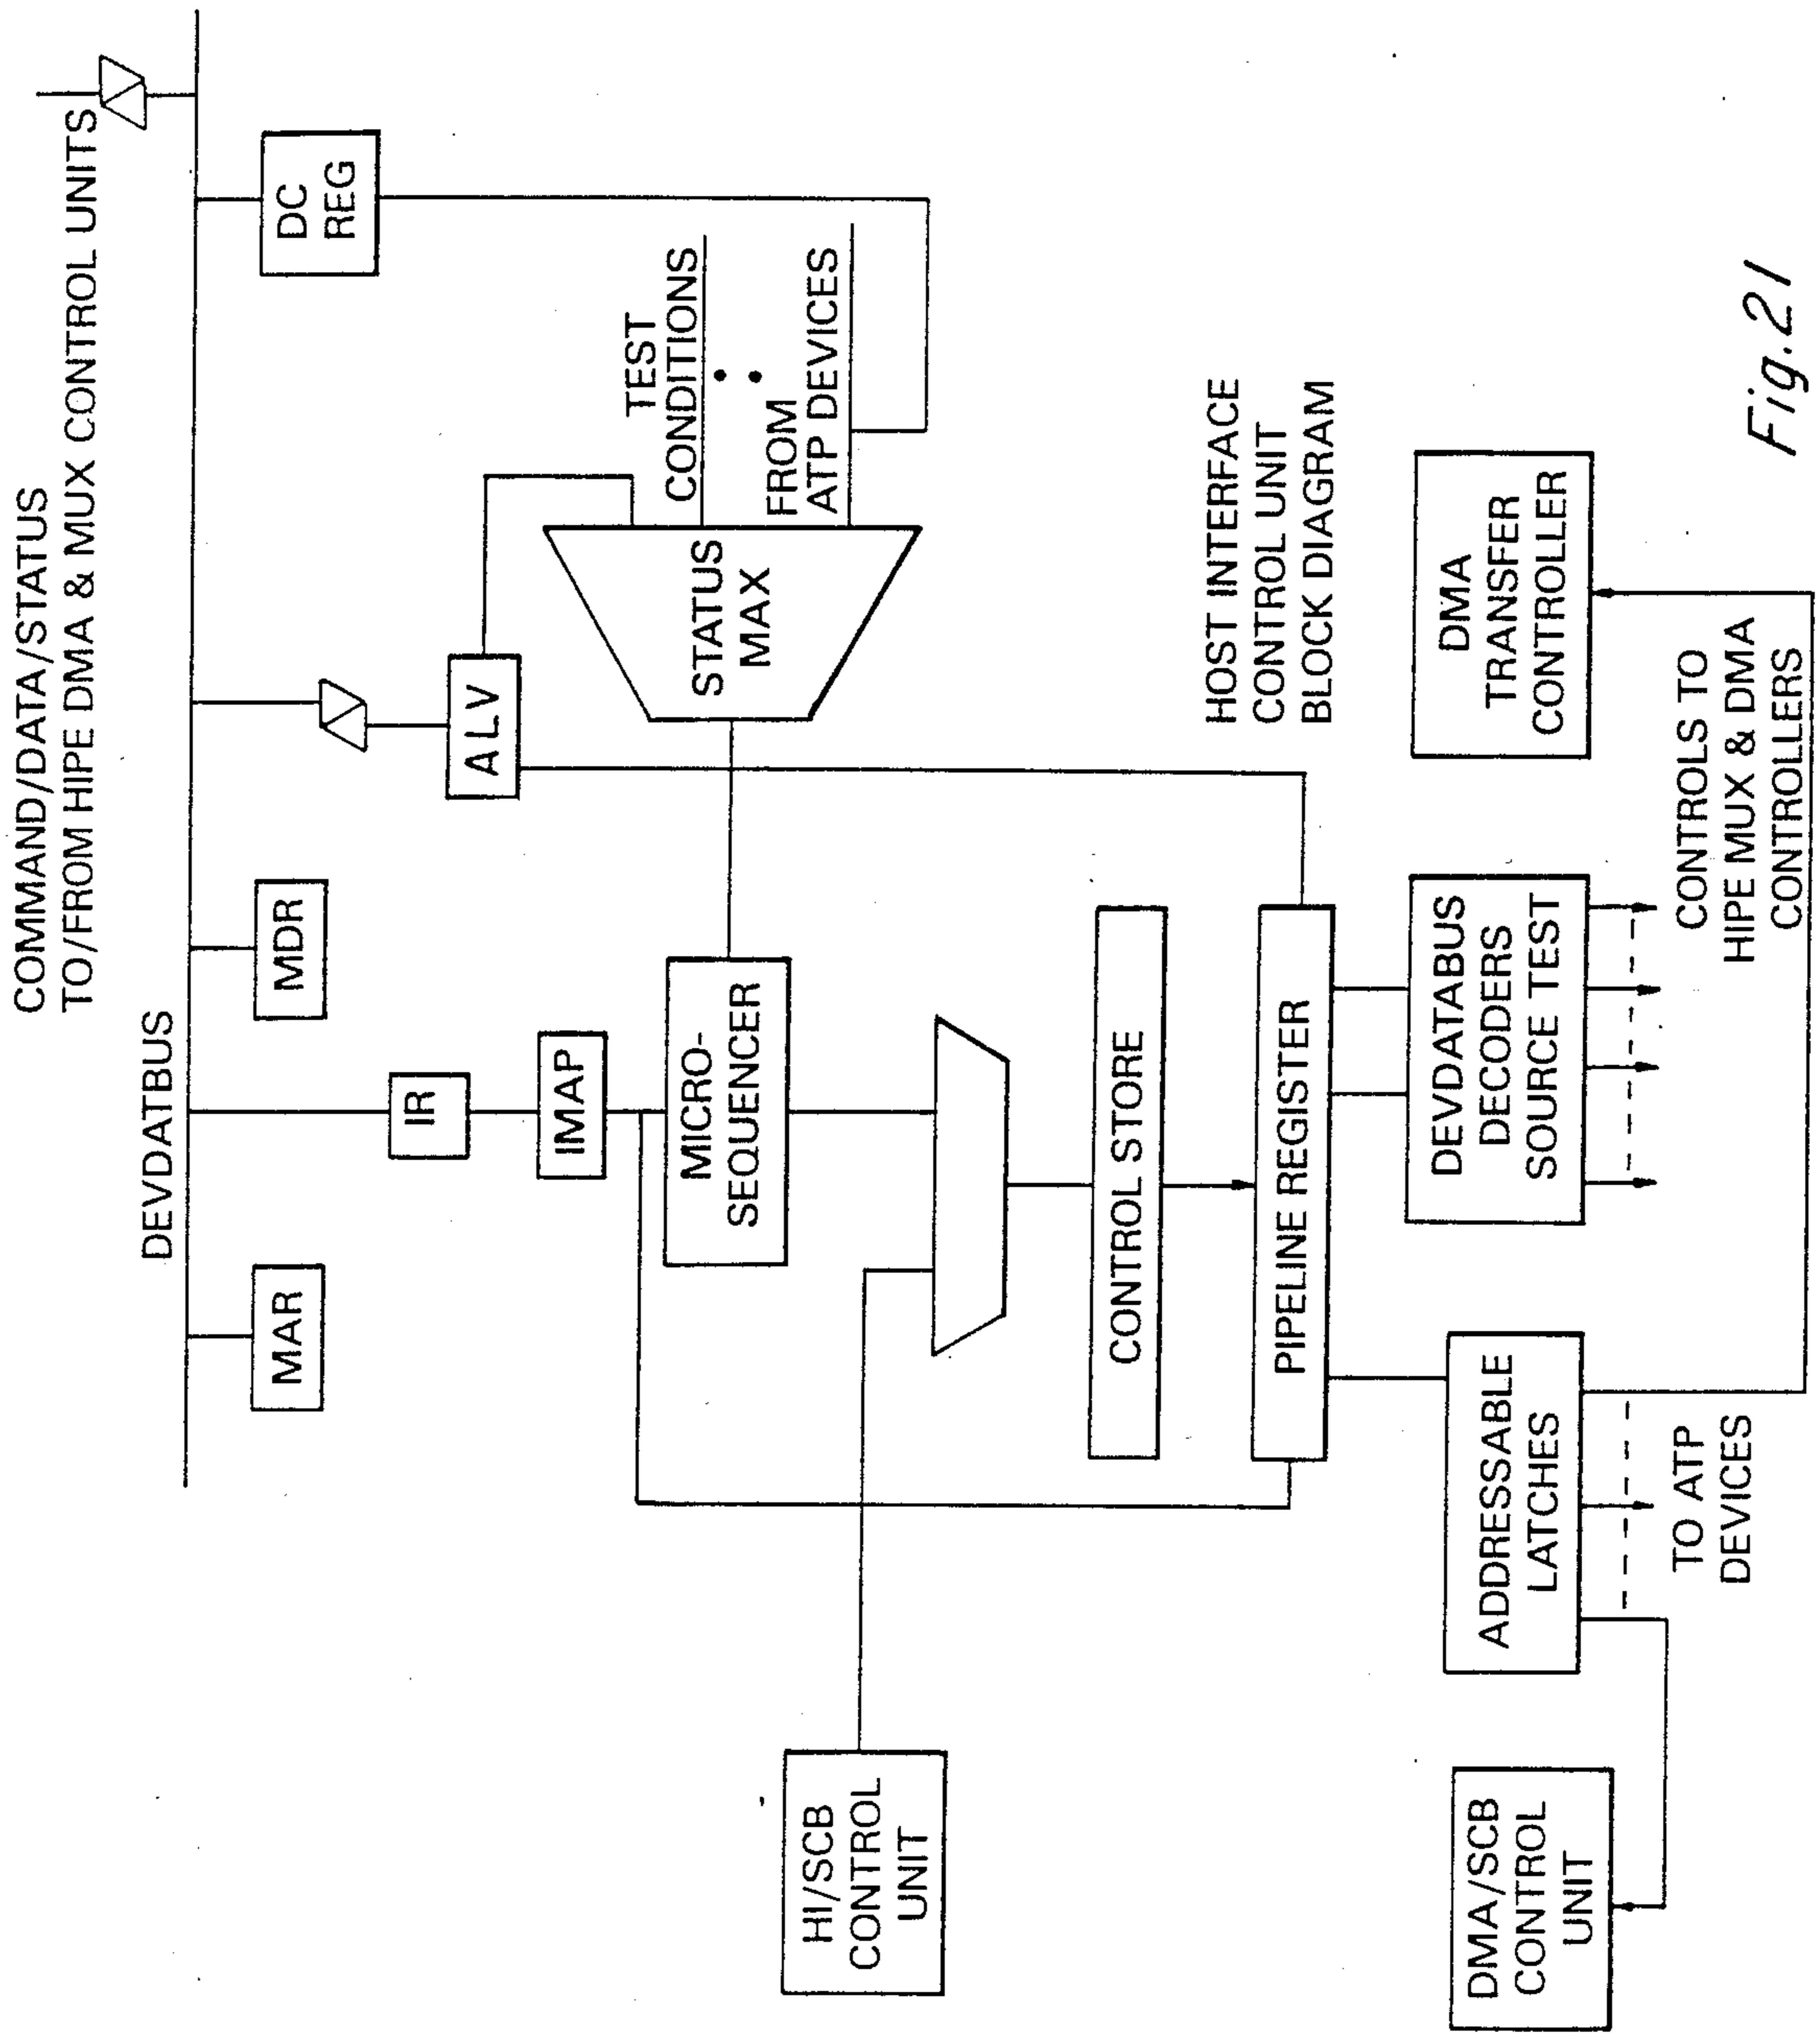 COMMAND/DATA/STATUS
TO/FROM HIPE DMA & MUX CONTROL UNITS
DEVDATBUS
MAR
MDR
DC
REG
IR
ALV
IMAP
TEST
CONDITIONS
FROM
ATP DEVICES
MICRO-
SEQUENCER
STATUS
MAX
HI/SCB
CONTROL
UNIT
CONTROL STORE
HOST INTERFACE
CONTROL UNIT
BLOCK DIAGRAM
PIPELINE REGISTER
DMA/SCB
CONTROL
UNIT
ADDRESSABLE
LATCHES
DEVDATABUS
DECODERS
SOURCE TEST
DMA
TRANSFER
CONTROLLER
TO ATP
DEVICES
CONTROLS TO
HIPE MUX & DMA
CONTROLLERS
Fig.21